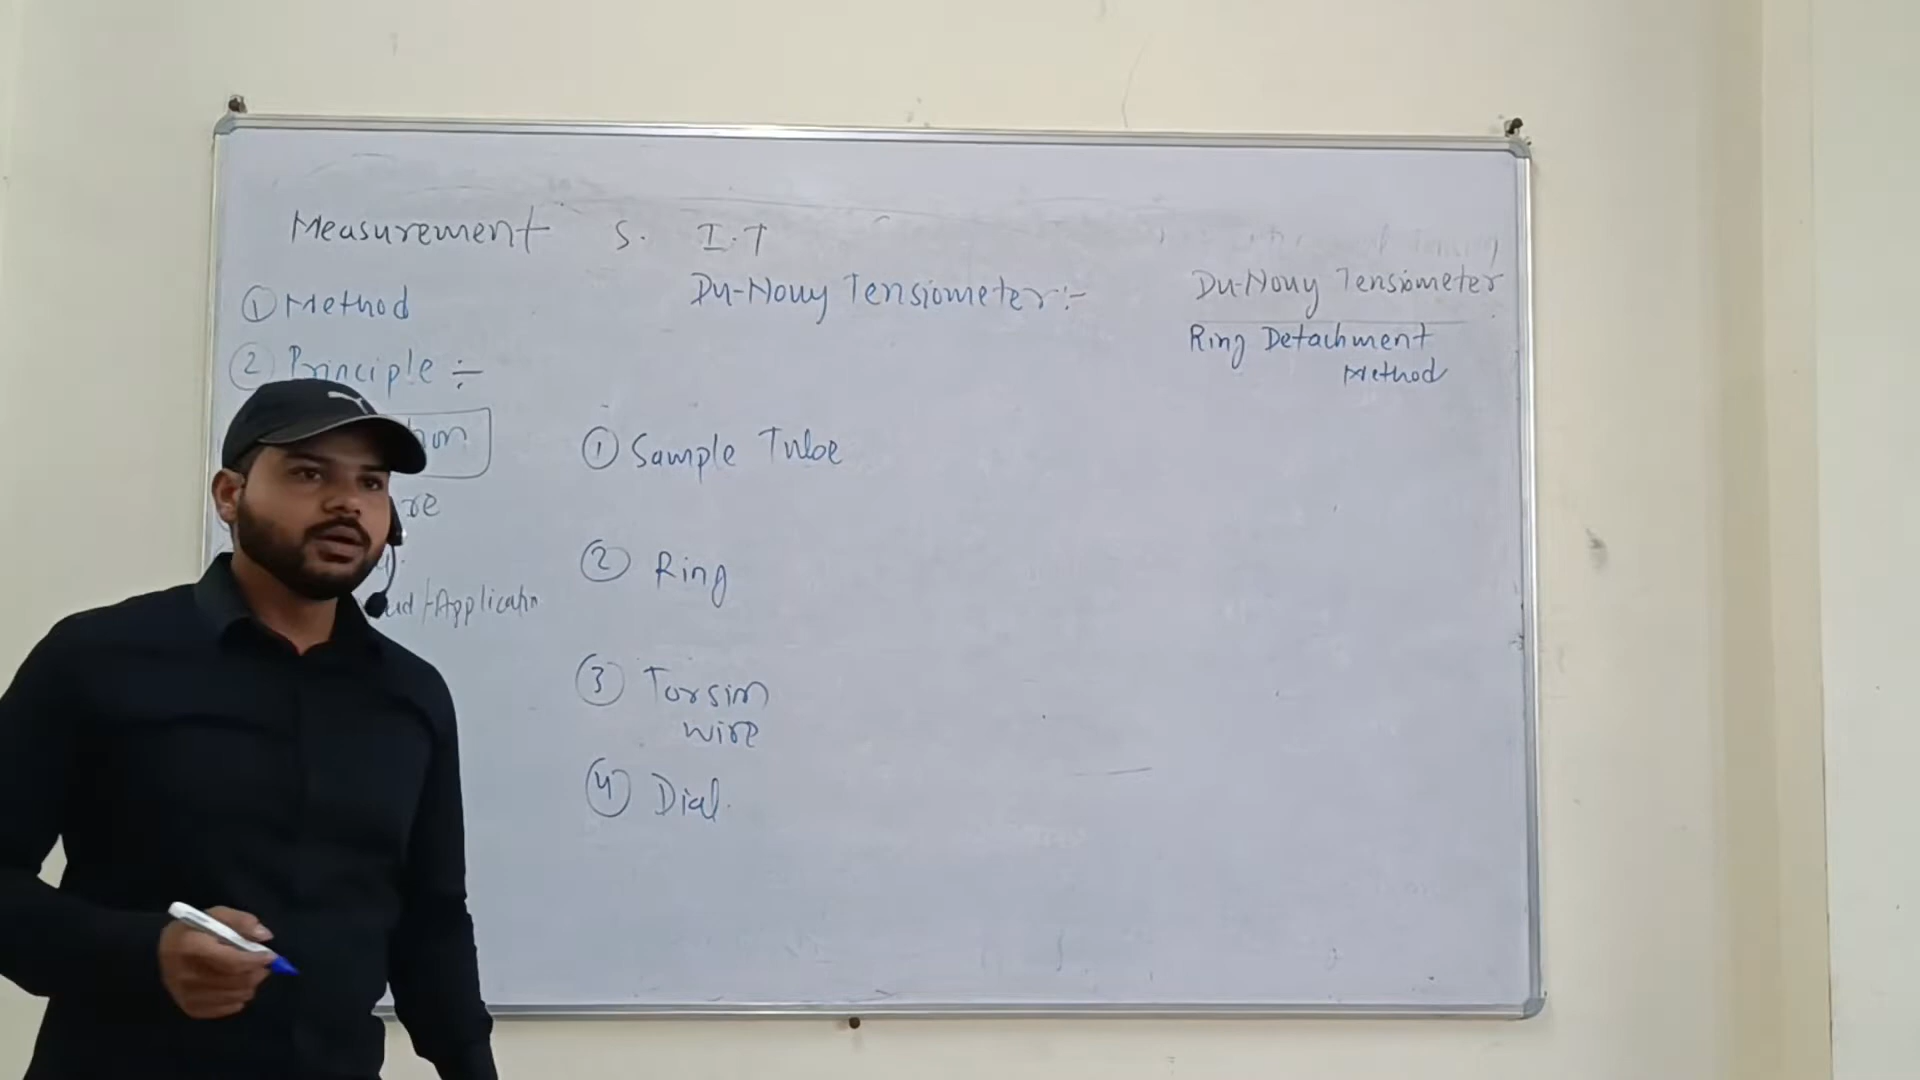 Measurement S. I.T
① Method
② Principle ÷
Du-Nouy Tensiometer:-
① Sample Tube
② Ring
③ Torsion
wire
④ Dial.
Du-Nouy Tensiometer
Ring Detachment
Method